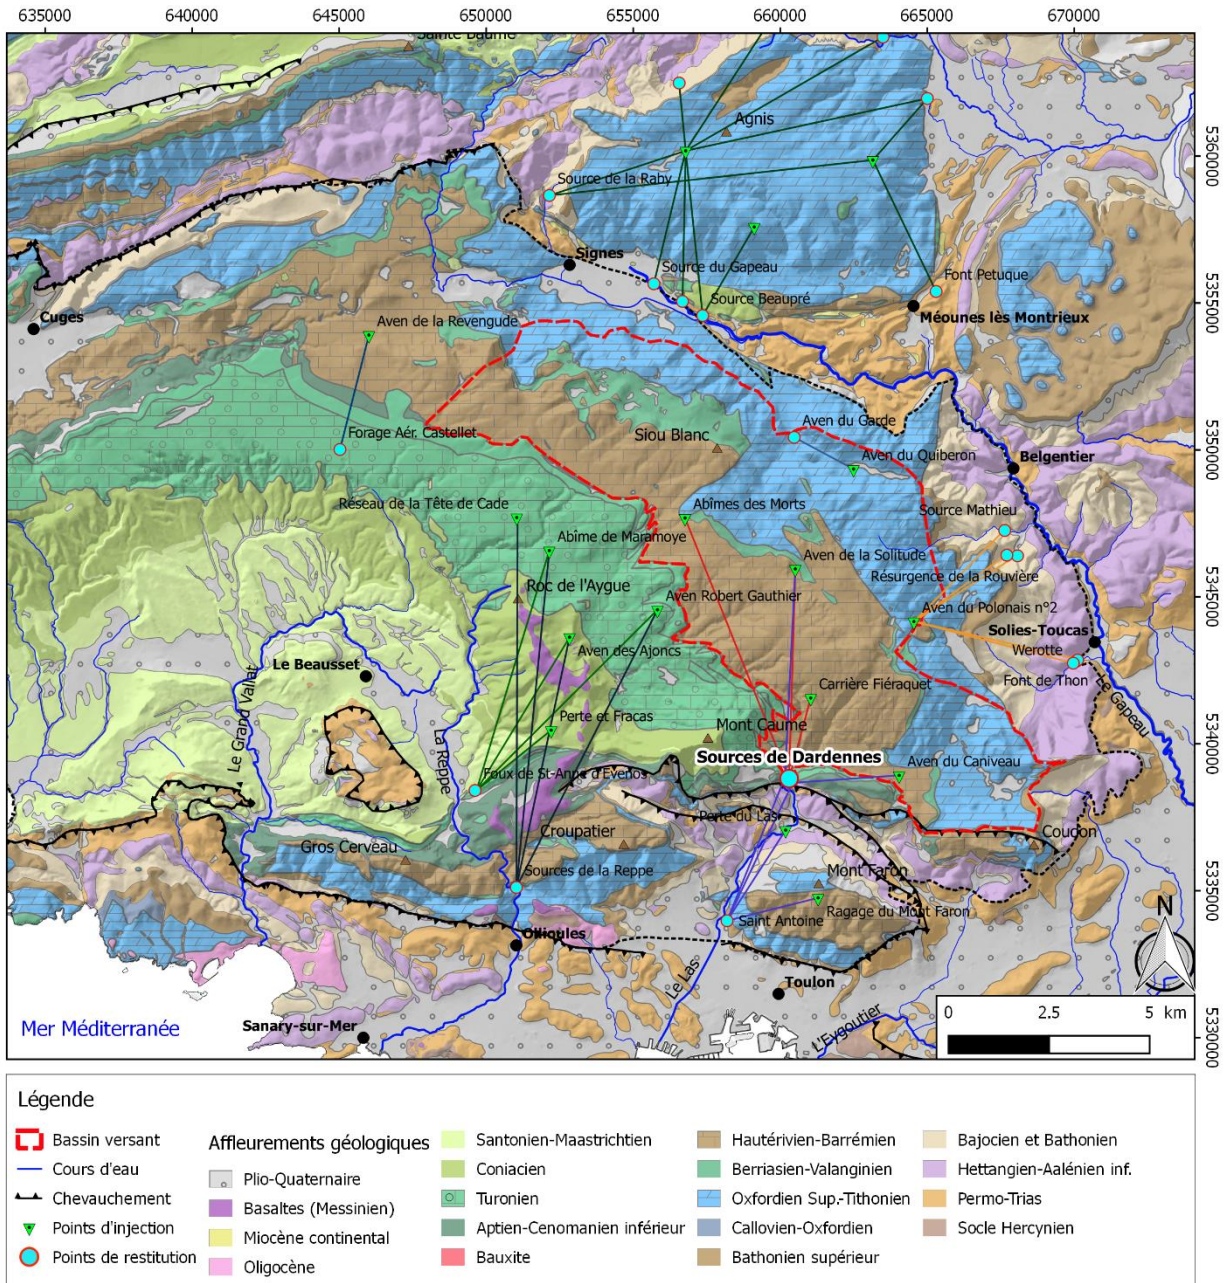 635000 640000 645000 650000 655000 660000 665000 670000
Sainte Baume
Agnis
5360000
Source de la Rahy
Signes
Source du Gapeau
Font Petuque
Source Beaupré
5355000
Méounes lès Montrieux
Cuges
Aven de la Revengude
Forage Aér. Castellet
Siou Blanc
Aven du Garde
Aven du Quiberon
Belgentier
5350000
Réseau de la Tête de Cade
Abîmes des Morts
Source Mathieu
Abîme de Maramoye
Aven de la Solitude
Résurgence de la Rouvière
Roc de l'Aygue
Aven Robert Gauthier
Aven du Polonais n°2
5345000
Solies-Toucas
Aven des Ajoncs
Werotte
Le Beausset
Font de Thon
Carrière Fiéraquet
Le Gapeau
Le Grand Vallat
La Reppe
Perte et Fracas
Mont Caume
Sources de Dardennes
5340000
Aven du Caniveau
Foux de St-Anne d'Evenos
Perte du Las
Croupatier
Coudon
Gros Cerveau
Sources de la Reppe
Mont Faron
Ragage du Mont Faron
Saint Antoine
5335000
N
Ollioules
Le Las
Toulon
Mer Méditerranée
Sanary-sur-Mer
L'Eygoutier
0 2.5 5 km
5330000
Légende
Bassin versant
Cours d'eau
Chevauchement
Points d'injection
Points de restitution
Affleurements géologiques
Plio-Quaternaire
Basaltes (Messinien)
Miocène continental
Oligocène
Santonien-Maastrichtien
Coniacien
Turonien
Aptien-Cenomanien inférieur
Bauxite
Hautérivien-Barrémien
Berriasien-Valanginien
Oxfordien Sup.-Tithonien
Callovien-Oxfordien
Bathonien supérieur
Bajocien et Bathonien
Hettangien-Aalénien inf.
Permo-Trias
Socle Hercynien